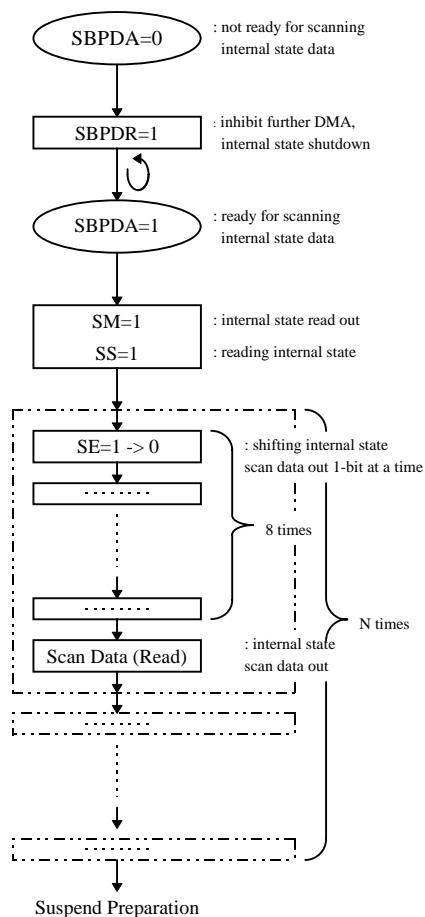 SBPDA=0
: not ready for scanning
internal state data
SBPDR=1
: inhibit further DMA,
internal state shutdown
SBPDA=1
: ready for scanning
internal state data
SM=1
: internal state read out
SS=1
: reading internal state
SE=1 -> 0
: shifting internal state
scan data out 1-bit at a time
8 times
N times
Scan Data (Read)
: internal state
scan data out
Suspend Preparation